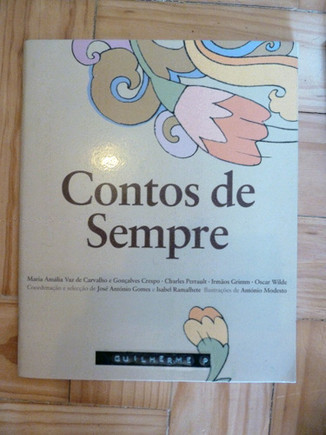 Contos de
Sempre
Maria Amália Vaz de Carvalho e Gonçalves Crespo · Charles Perrault · Irmãos Grimm · Oscar Wilde
Coordenação e selecção de José António Gomes e Isabel Ramalhete Ilustrações de António Modesto
GUILHERME P